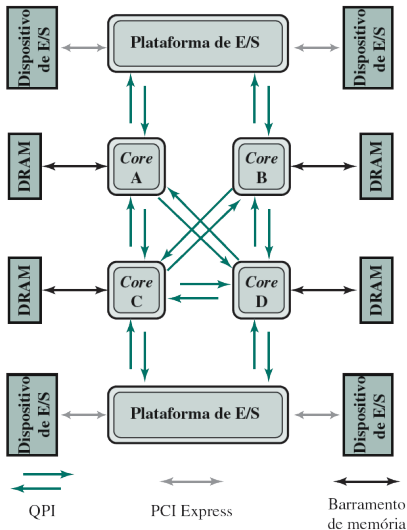 Dispositivo
de E/S
Plataforma de E/S
Dispositivo
de E/S
DRAM
Core
A
Core
B
DRAM
DRAM
Core
C
Core
D
DRAM
Dispositivo
de E/S
Plataforma de E/S
Dispositivo
de E/S
QPI
PCI Express
Barramento
de memória